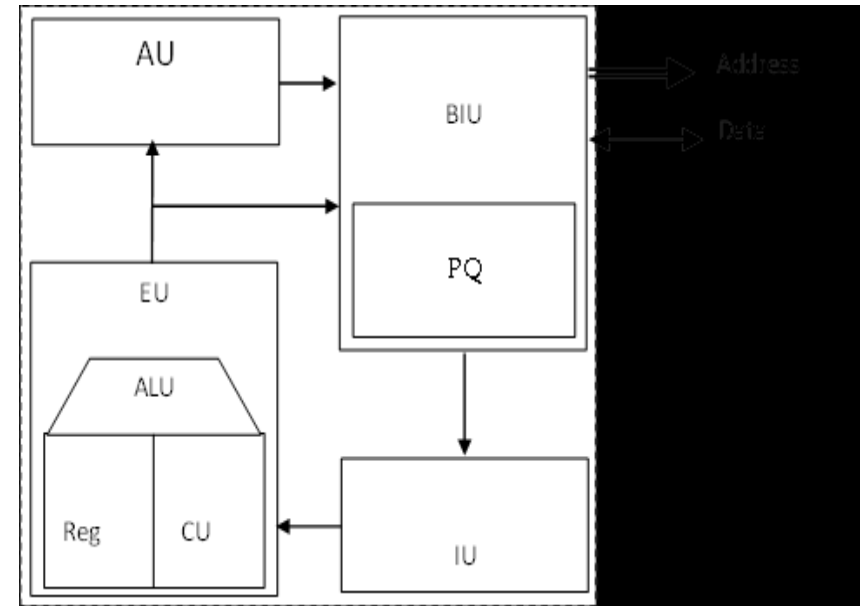 AU
BIU
Address
Data
PQ
EU
ALU
Reg
CU
IU